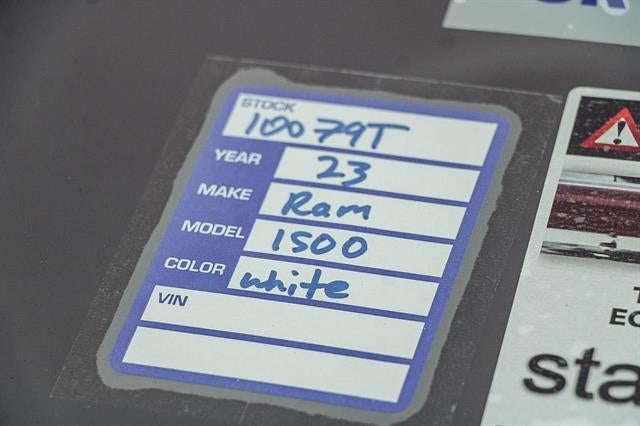 STOCK
10079T
YEAR 23
MAKE Ram
MODEL 1500
COLOR white
VIN
sta